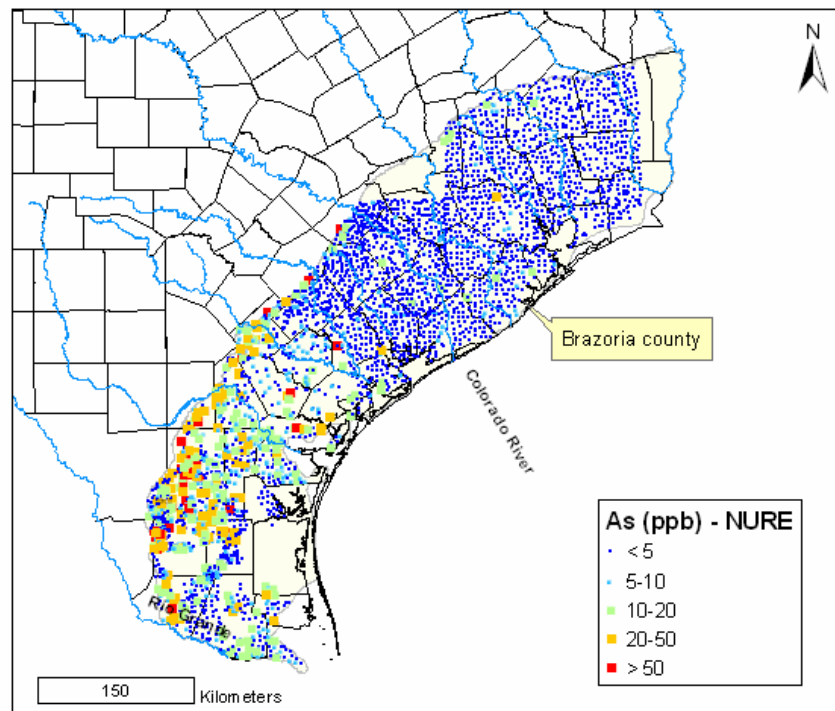 N
Brazoria county
Colorado River
As (ppb) - NURE
< 5
5-10
10-20
20-50
> 50
Rio Grande
150
Kilometers